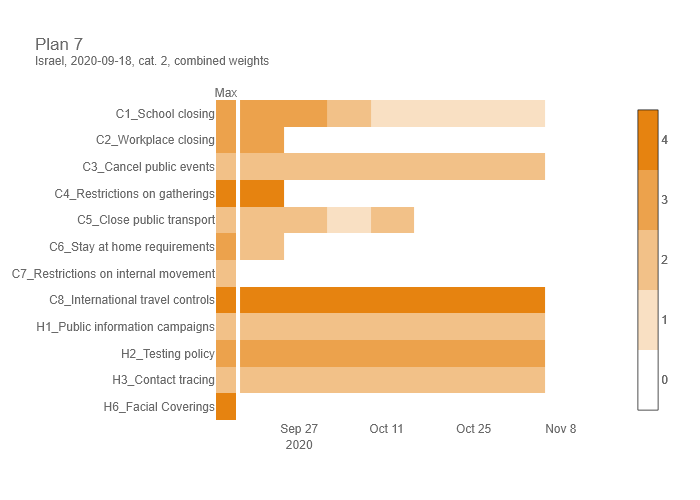 Plan 7
Israel, 2020-09-18, cat. 2, combined weights
Max
C1_School closing
C2_Workplace closing
C3_Cancel public events
C4_Restrictions on gatherings
C5_Close public transport
C6_Stay at home requirements
C7_Restrictions on internal movement
C8_International travel controls
H1_Public information campaigns
H2_Testing policy
H3_Contact tracing
H6_Facial Coverings
Sep 27 Oct 11 Oct 25 Nov 8
2020
4
3
2
1
0